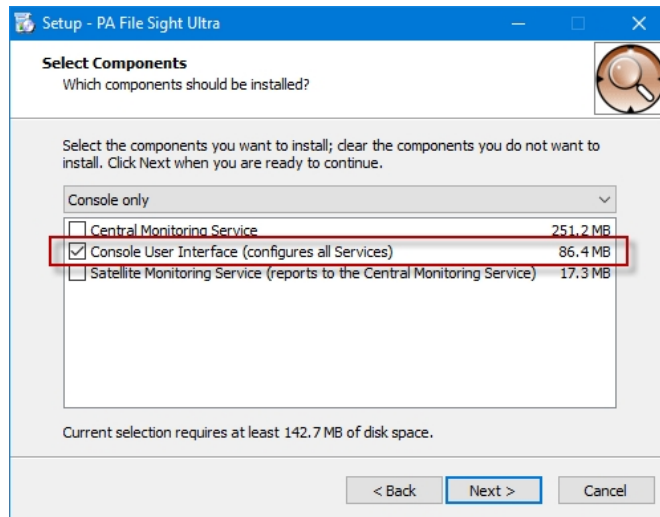 Setup - PA File Sight Ultra
Select Components
Which components should be installed?
Select the components you want to install; clear the components you do not want to
install. Click Next when you are ready to continue.
Console only
Central Monitoring Service 251.2 MB
Console User Interface (configures all Services) 86.4 MB
Satellite Monitoring Service (reports to the Central Monitoring Service) 17.3 MB
Current selection requires at least 142.7 MB of disk space.
< Back Next > Cancel